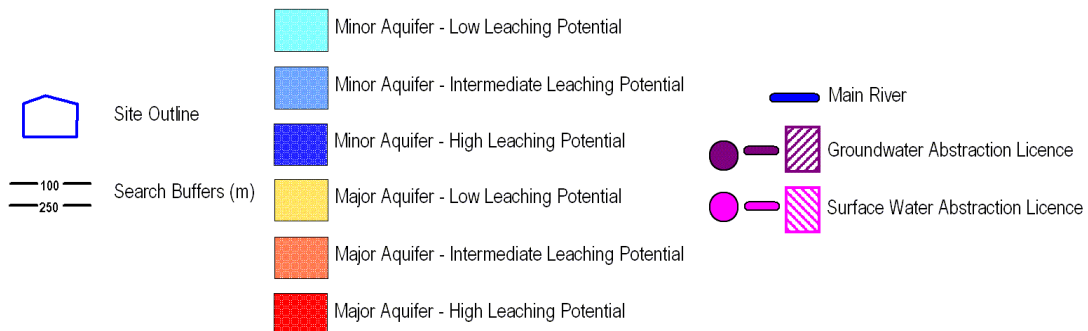 Site Outline
100
250
Search Buffers (m)
Minor Aquifer - Low Leaching Potential
Minor Aquifer - Intermediate Leaching Potential
Minor Aquifer - High Leaching Potential
Major Aquifer - Low Leaching Potential
Major Aquifer - Intermediate Leaching Potential
Major Aquifer - High Leaching Potential
Main River
Groundwater Abstraction Licence
Surface Water Abstraction Licence